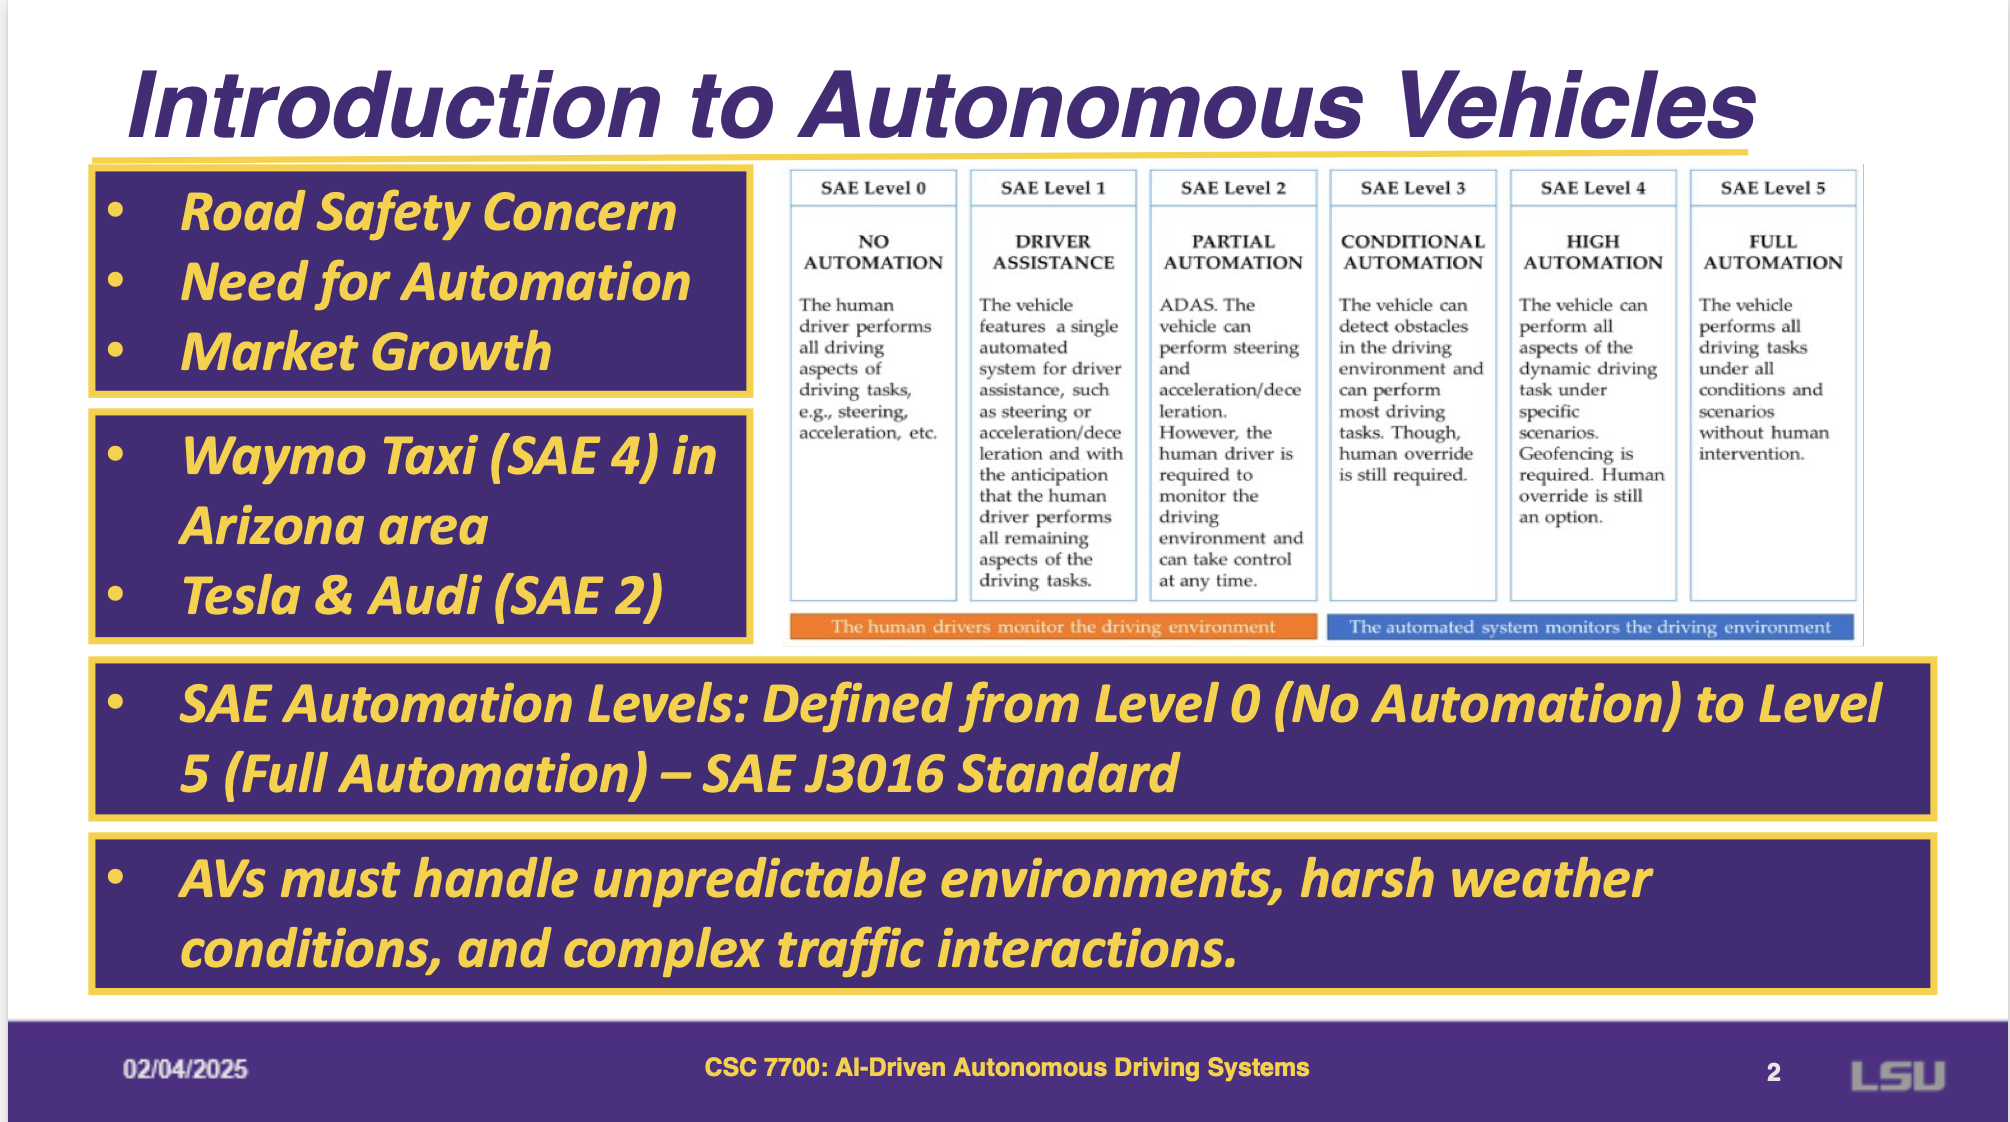 Introduction to Autonomous Vehicles
• Road Safety Concern
• Need for Automation
• Market Growth
• Waymo Taxi (SAE 4) in
Arizona area
• Tesla & Audi (SAE 2)
SAE Level 0
NO
AUTOMATION
The human
driver performs
all driving
aspects of
driving tasks,
e.g., steering,
acceleration, etc.
SAE Level 1
DRIVER
ASSISTANCE
The vehicle
features a single
automated
system for driver
assistance, such
as steering or
acceleration/dece
leration and with
the anticipation
that the human
driver performs
all remaining
aspects of the
driving tasks.
SAE Level 2
PARTIAL
AUTOMATION
ADAS. The
vehicle can
perform steering
and
acceleration/dece
leration.
However, the
human driver is
required to
monitor the
driving
environment and
can take control
at any time.
SAE Level 3
CONDITIONAL
AUTOMATION
The vehicle can
detect obstacles
in the driving
environment and
can perform
most driving
tasks. Though,
human override
is still required.
SAE Level 4
HIGH
AUTOMATION
The vehicle can
perform all
aspects of the
dynamic driving
task under
specific
scenarios.
Geofencing is
required. Human
override is still
an option.
SAE Level 5
FULL
AUTOMATION
The vehicle
performs all
driving tasks
under all
conditions and
scenarios
without human
intervention.
The human drivers monitor the driving environment
The automated system monitors the driving environment
• SAE Automation Levels: Defined from Level 0 (No Automation) to Level
5 (Full Automation) – SAE J3016 Standard
• AVs must handle unpredictable environments, harsh weather
conditions, and complex traffic interactions.
02/04/2025
CSC 7700: AI-Driven Autonomous Driving Systems
2
LSU